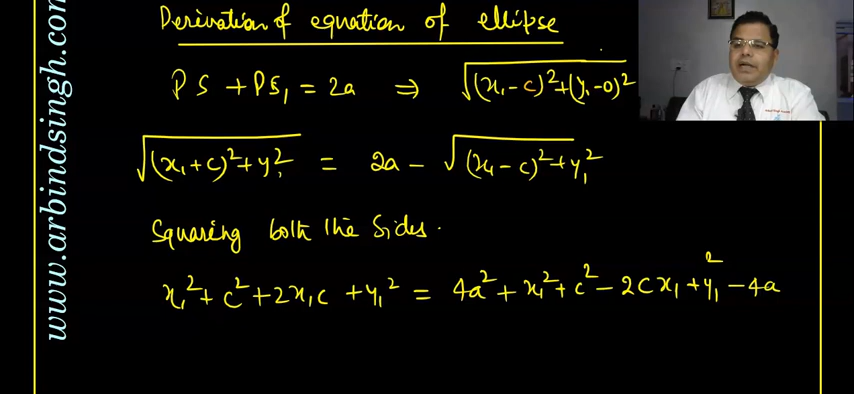 Derivation of equation of ellipse
PS + PS₁ = 2a ⇒ √((x₁ - c)² + (y₁ - 0)²)
√((x₁ + c)² + y₁²) = 2a - √((x₁ - c)² + y₁²)
Squaring both the sides.
x₁² + c² + 2x₁c + y₁² = 4a² + x₁² + c² - 2cx₁ + y₁² - 4a
www.arbindsingh.com